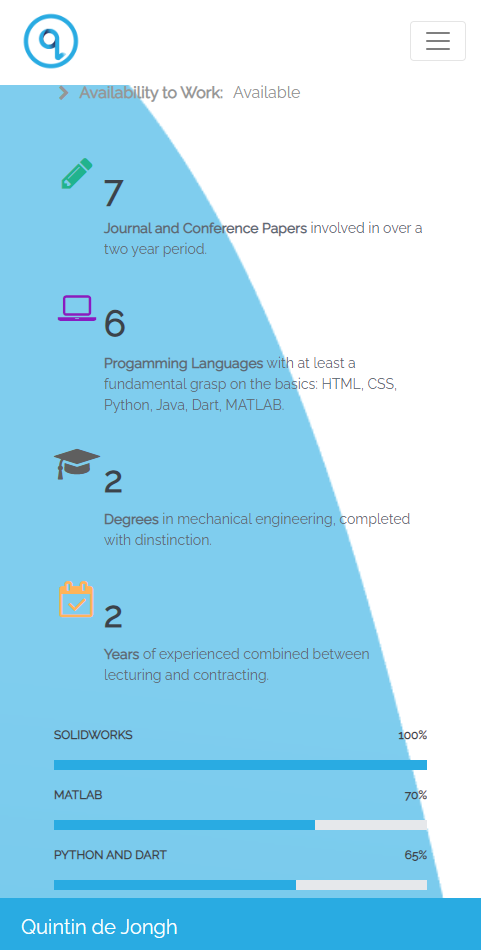 Availability to Work: Available
7
Journal and Conference Papers involved in over a
two year period.
6
Progamming Languages with at least a
fundamental grasp on the basics: HTML, CSS,
Python, Java, Dart, MATLAB.
2
Degrees in mechanical engineering, completed
with dinstinction.
2
Years of experienced combined between
lecturing and contracting.
SOLIDWORKS 100%
MATLAB 70%
PYTHON AND DART 65%
Quintin de Jongh